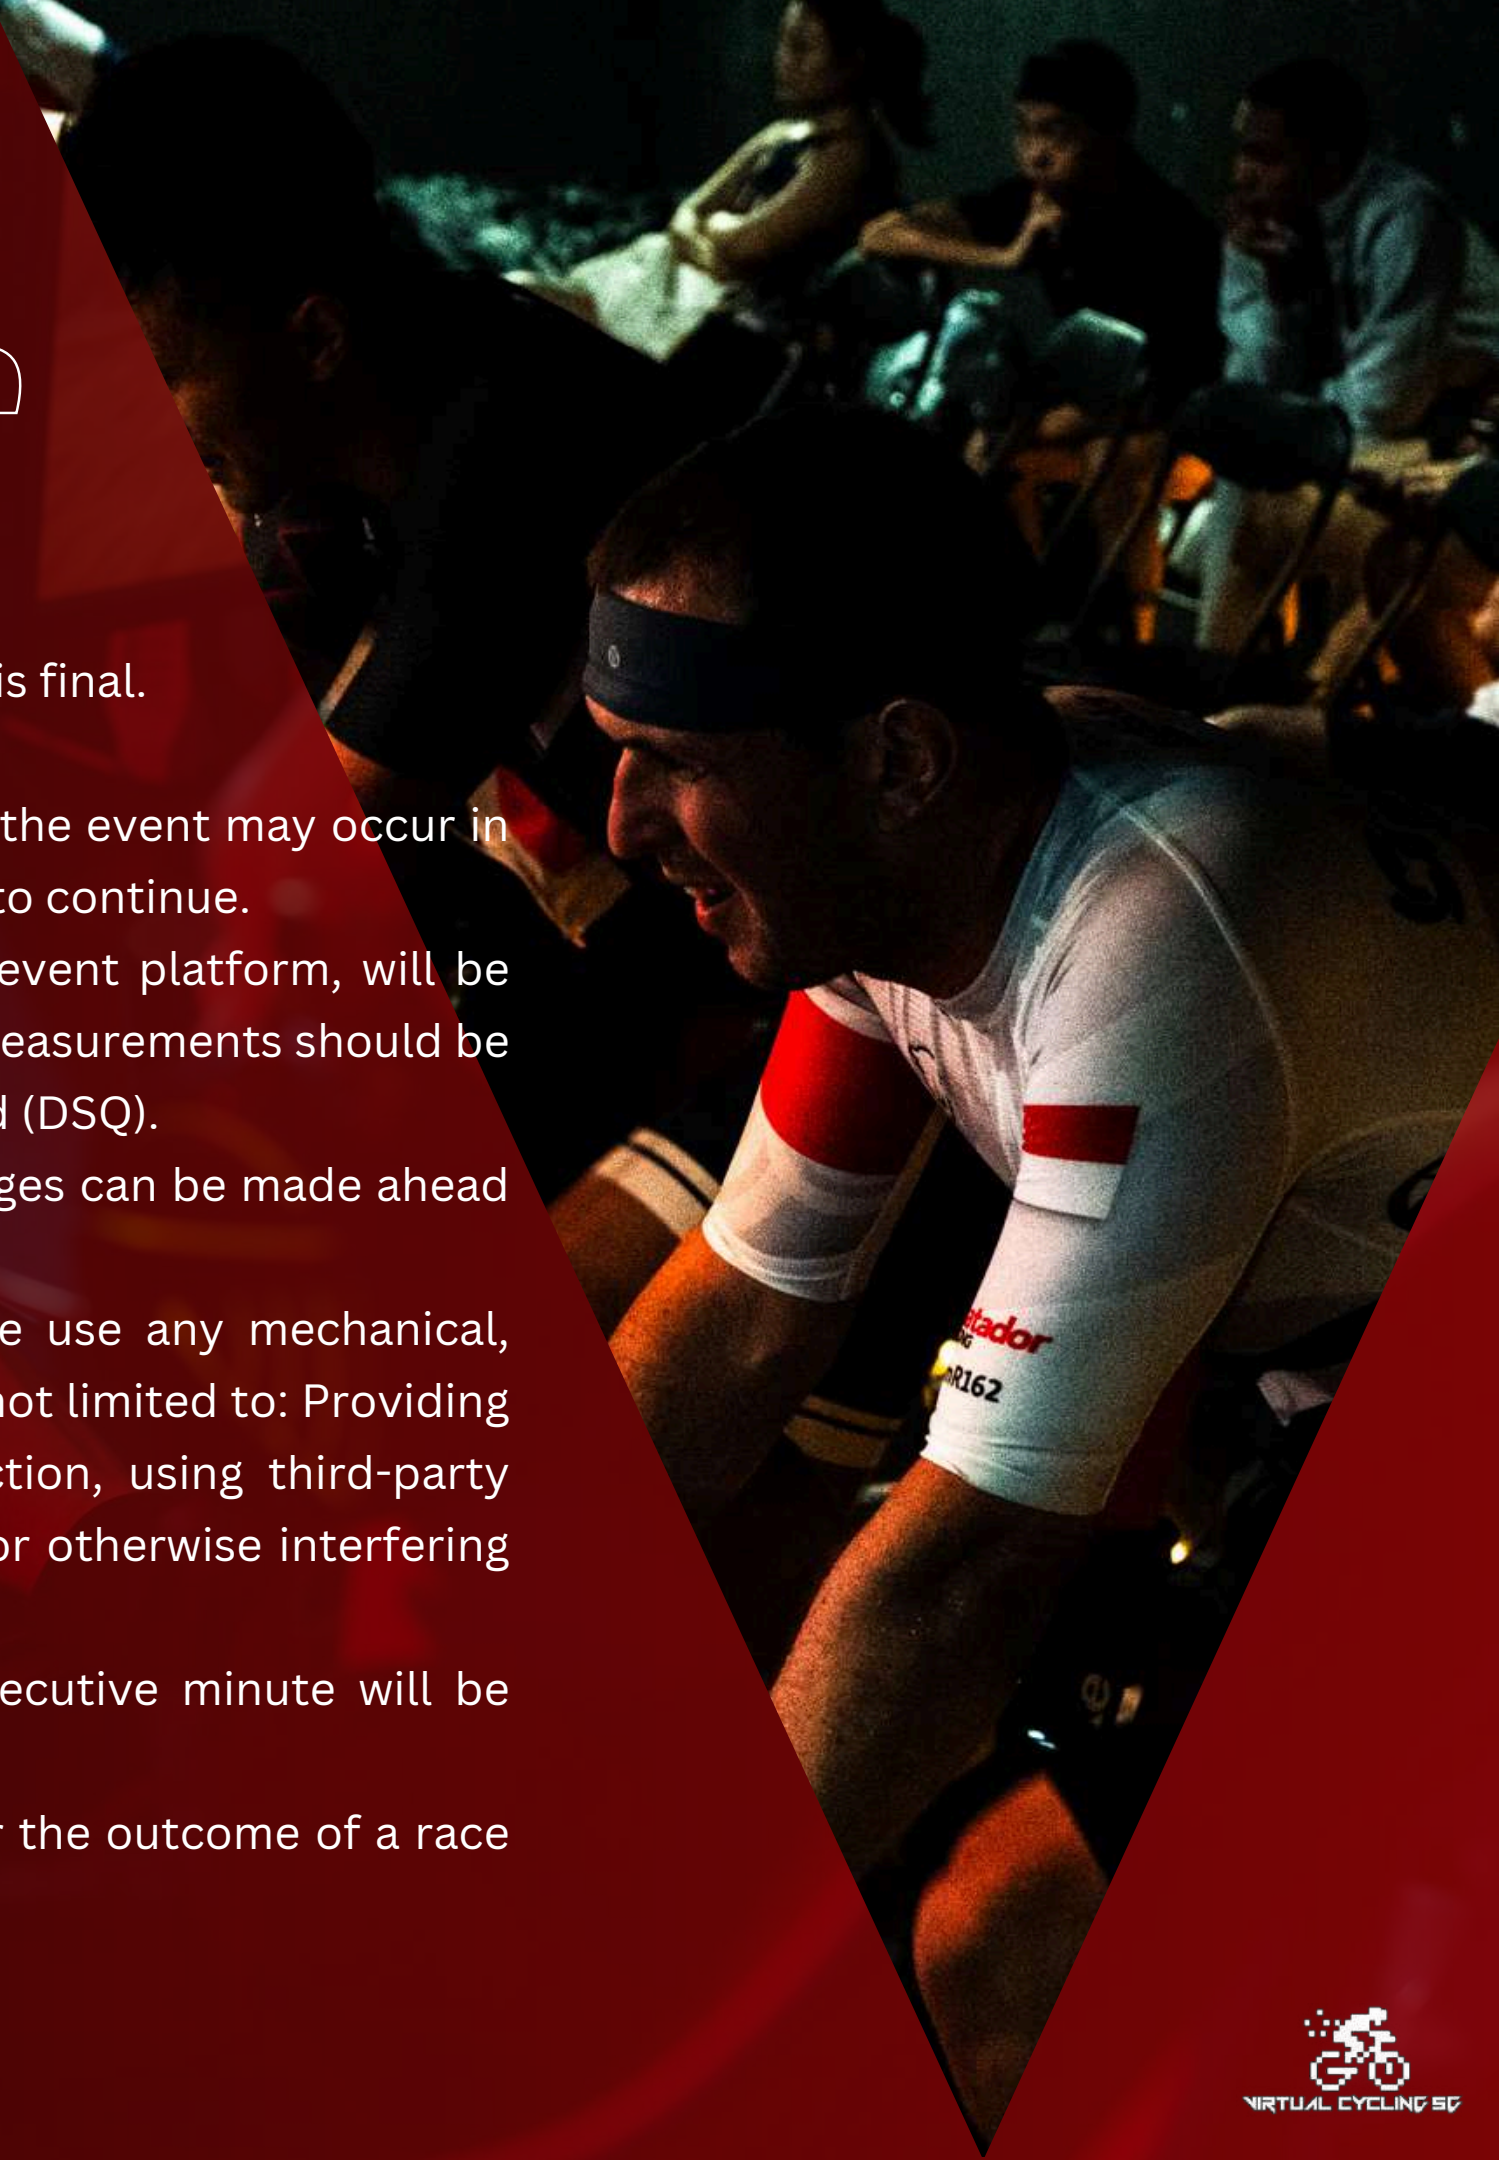 is final.
the event may occur in
to continue.
event platform, will be
easurements should be
(DSQ).
ges can be made ahead
e use any mechanical,
not limited to: Providing
ction, using third-party
or otherwise interfering
ecutive minute will be
r the outcome of a race
tador
R162
VIRTUAL CYCLING SG